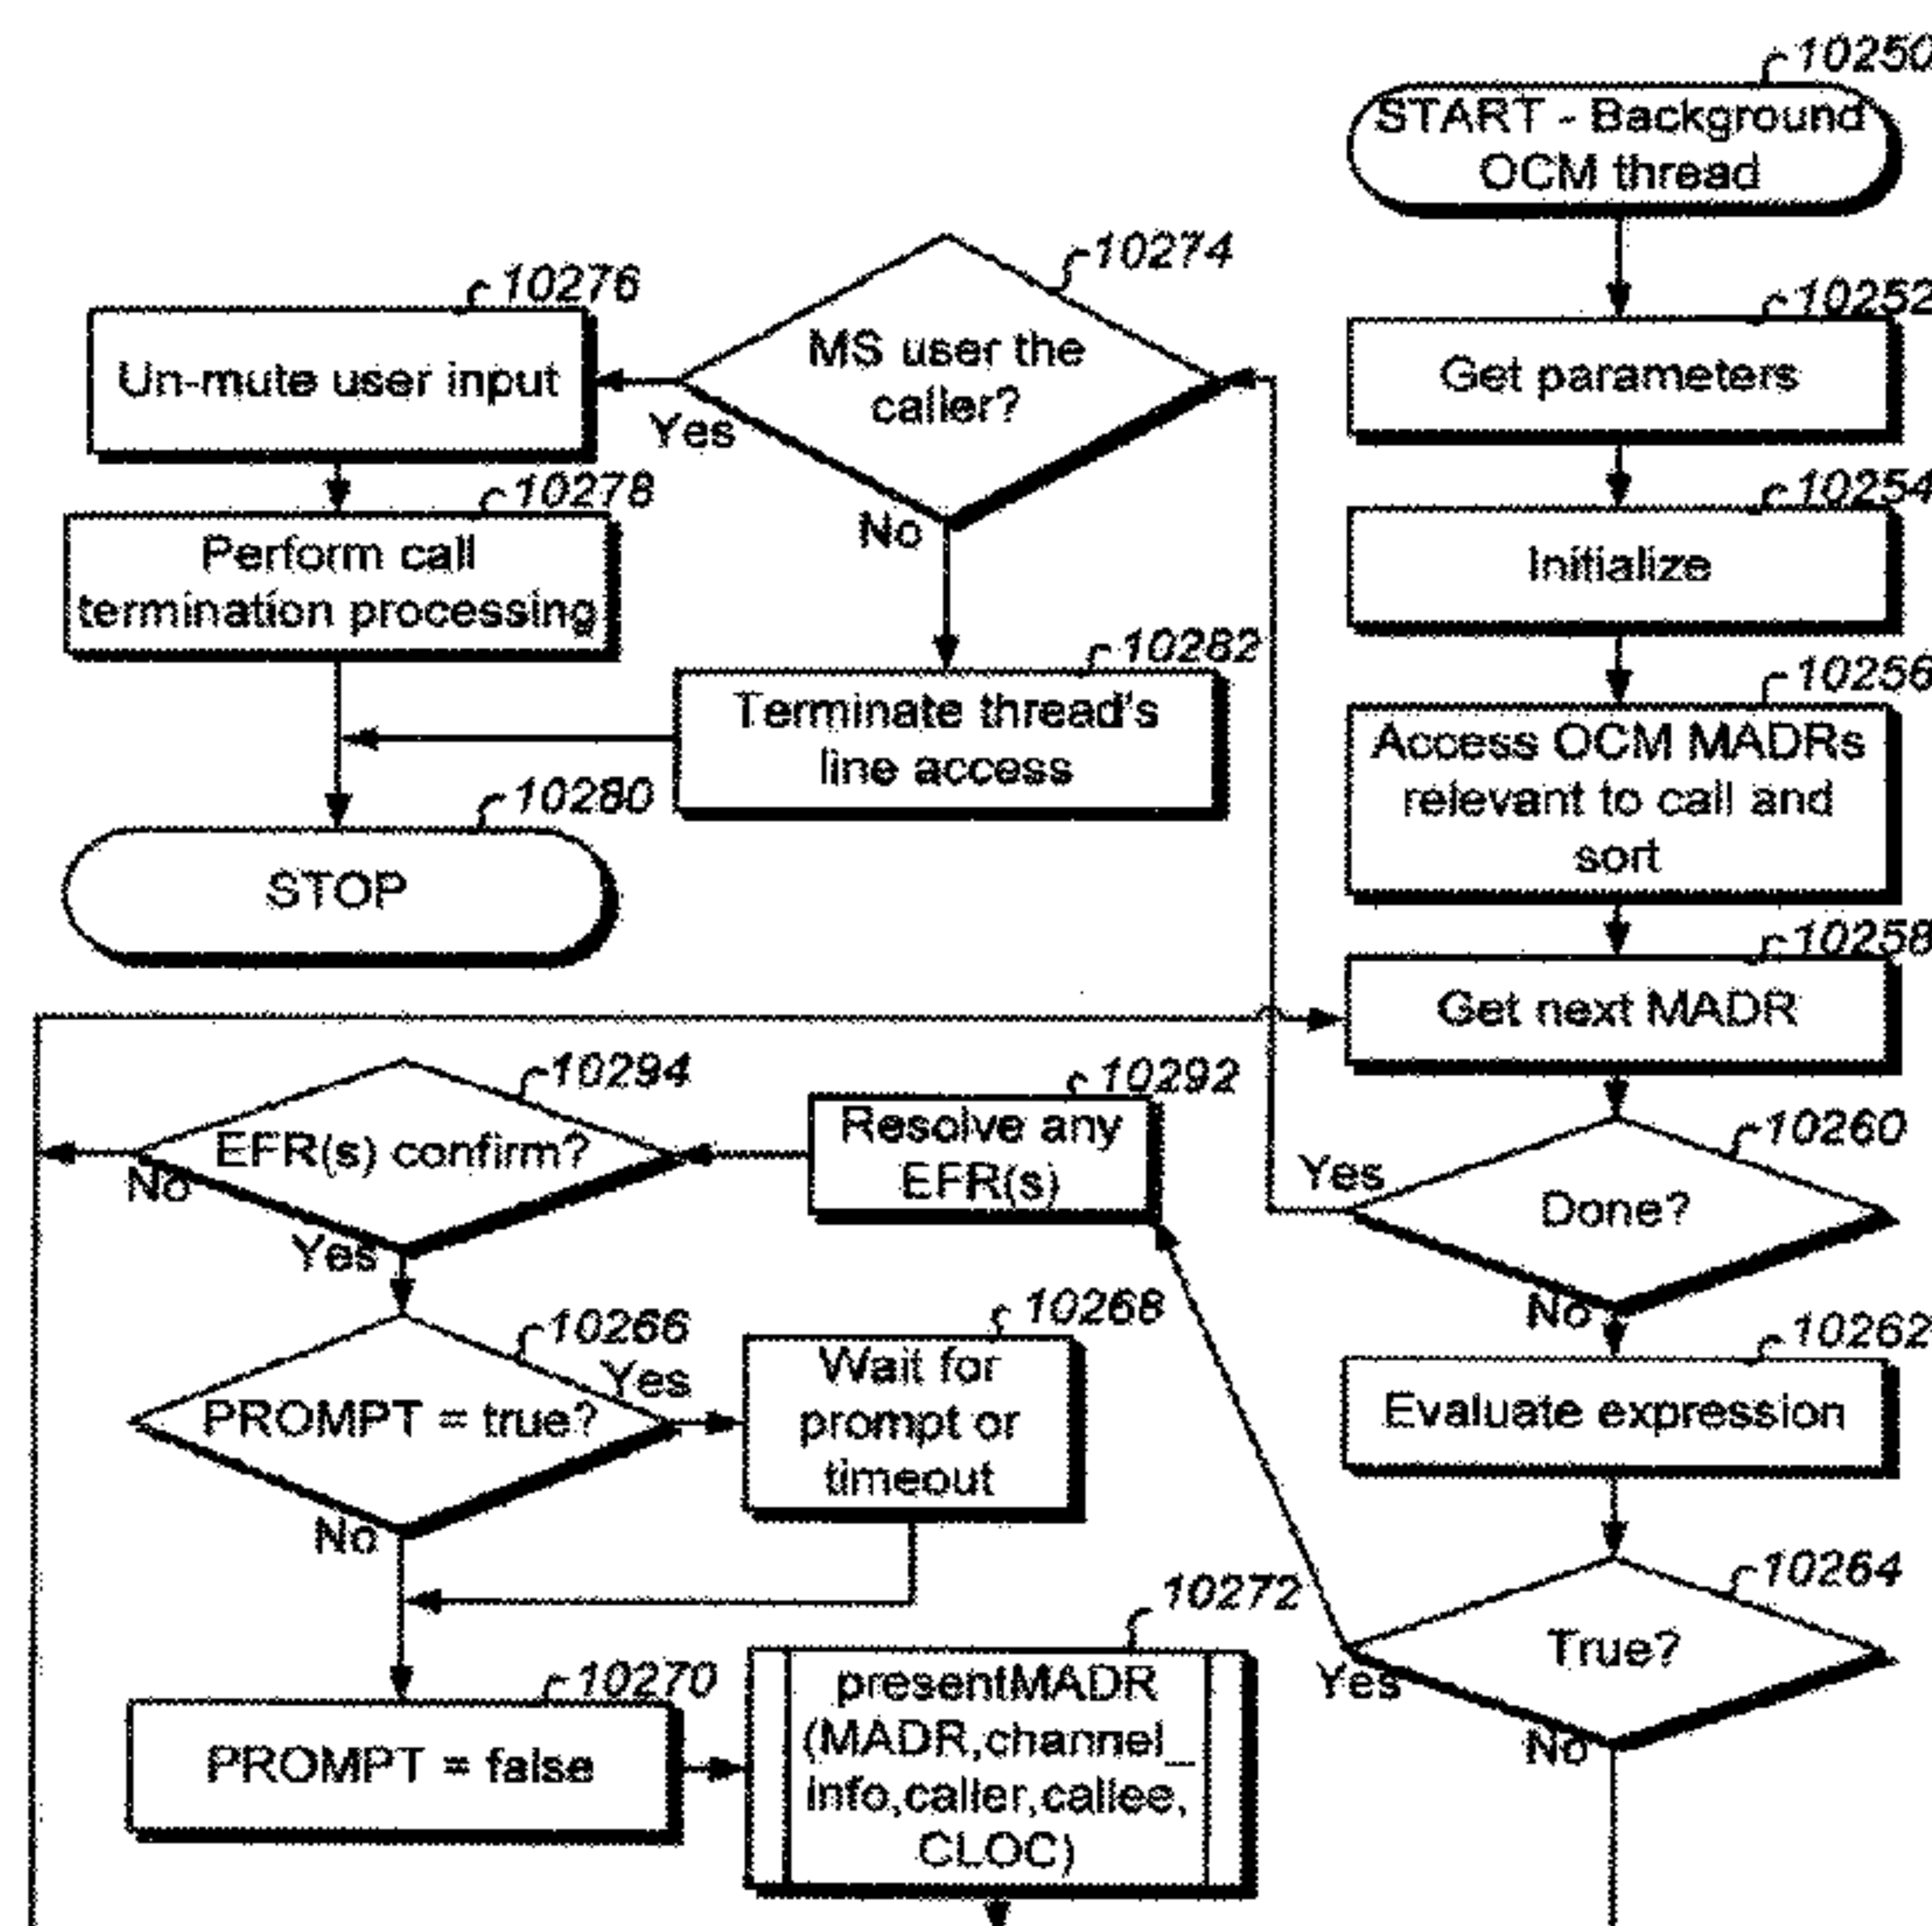 10250
START - Background
OCM thread
10252
Get parameters
10254
Initialize
10256
Access OCM MADRs
relevant to call and
sort
10258
Get next MADR
10260
Done?
Yes
No
10262
Evaluate expression
10264
True?
Yes
No
10274
MS user the
caller?
Yes
No
10276
Un-mute user input
10278
Perform call
termination processing
10282
Terminate thread's
line access
10280
STOP
10292
Resolve any
EFR(s)
10294
EFR(s) confirm?
No
Yes
10266
PROMPT = true?
Yes
No
10268
Wait for
prompt or
timeout
10270
PROMPT = false
10272
presentMADR
(MADR,channel_
info,caller,callee,
CLOC)